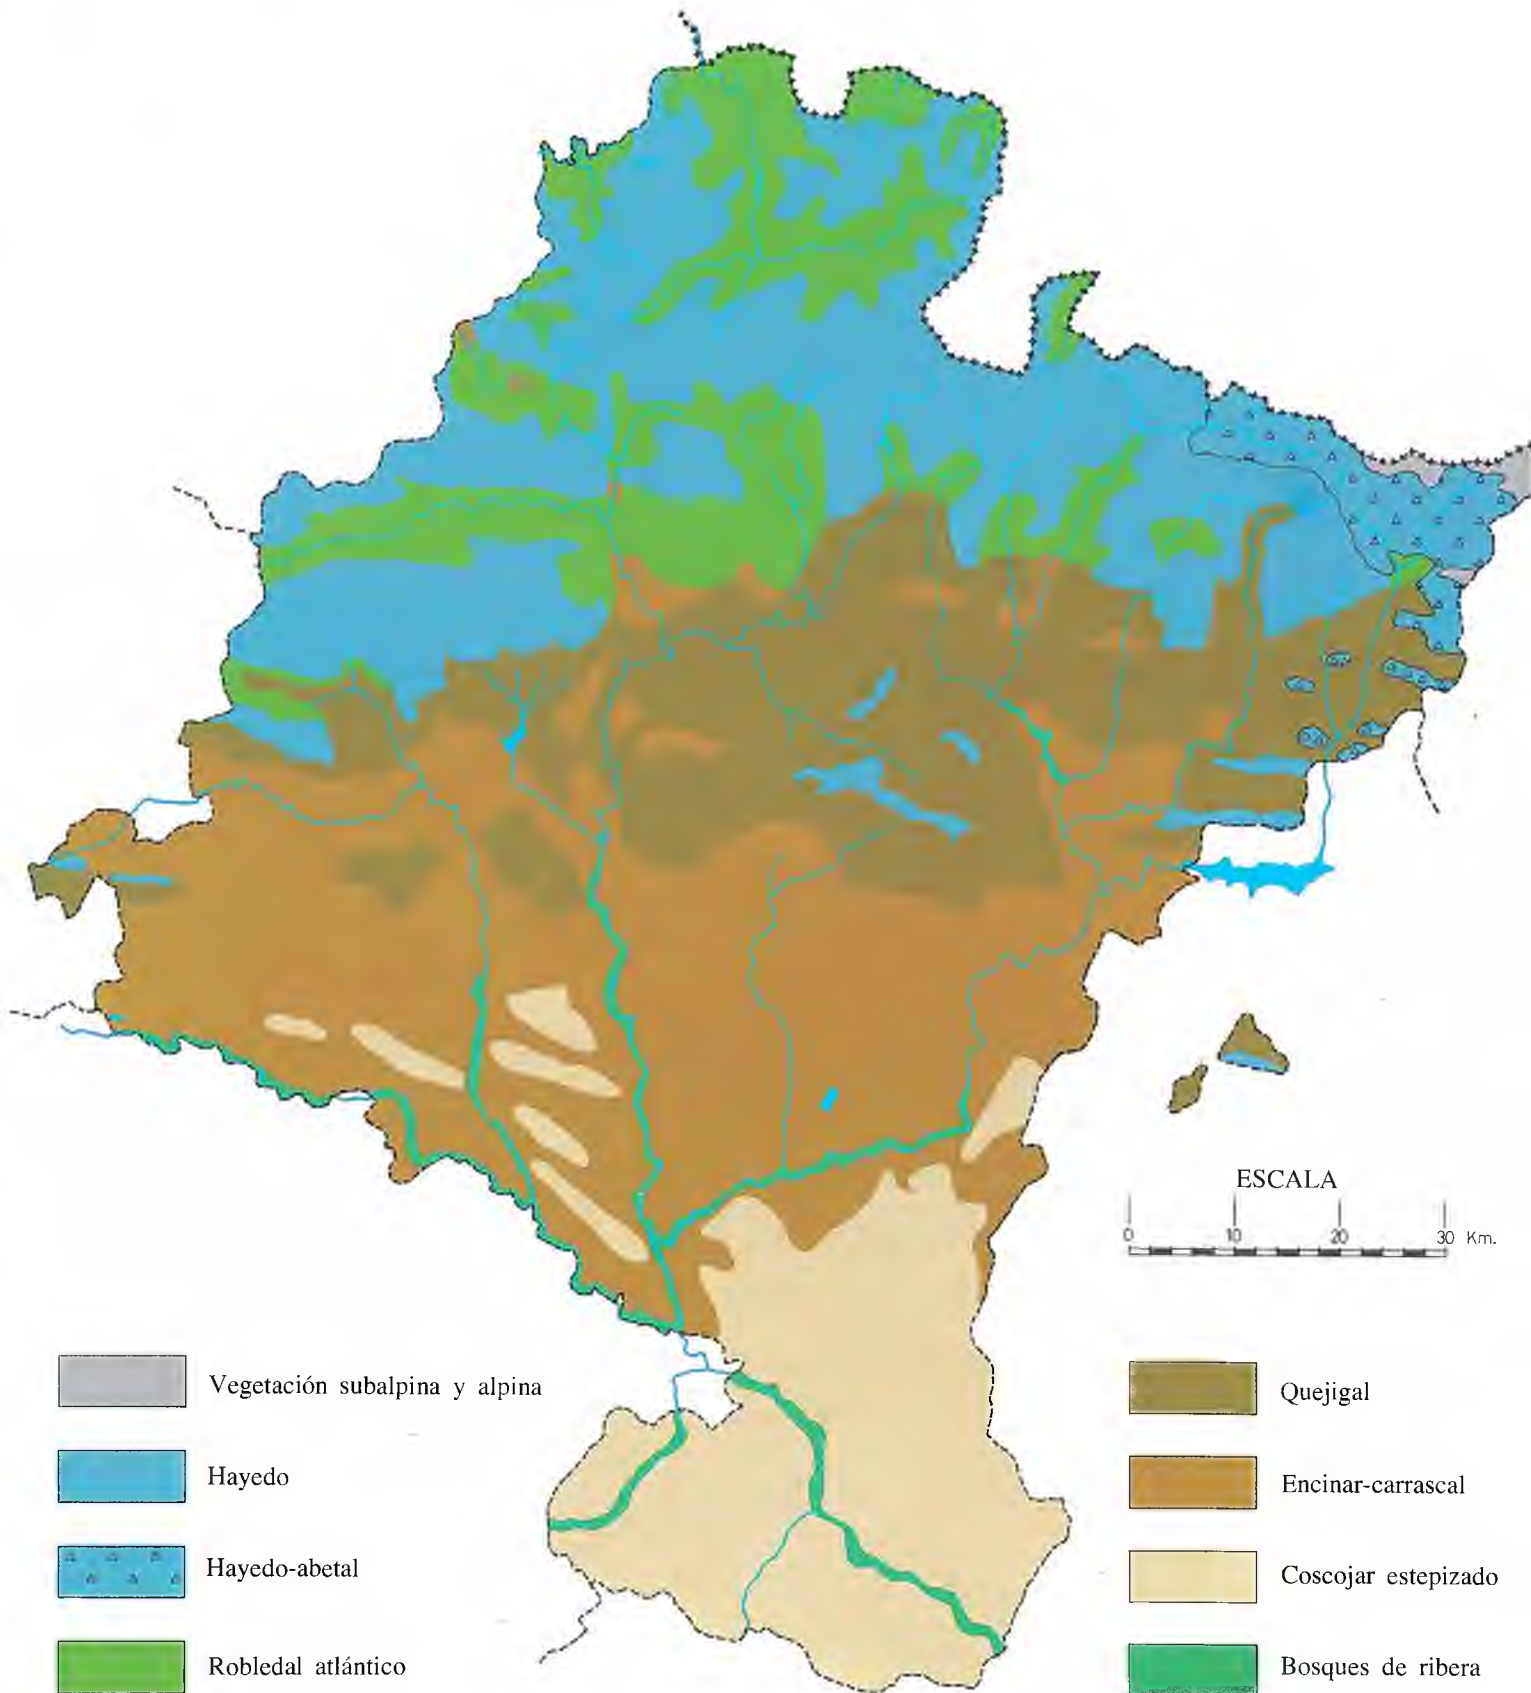 ESCALA
0 10 20 30 Km.
Vegetación subalpina y alpina
Hayedo
Hayedo-abetal
Robledal atlántico
Quejigal
Encinar-carrascal
Coscojar estepizado
Bosques de ribera